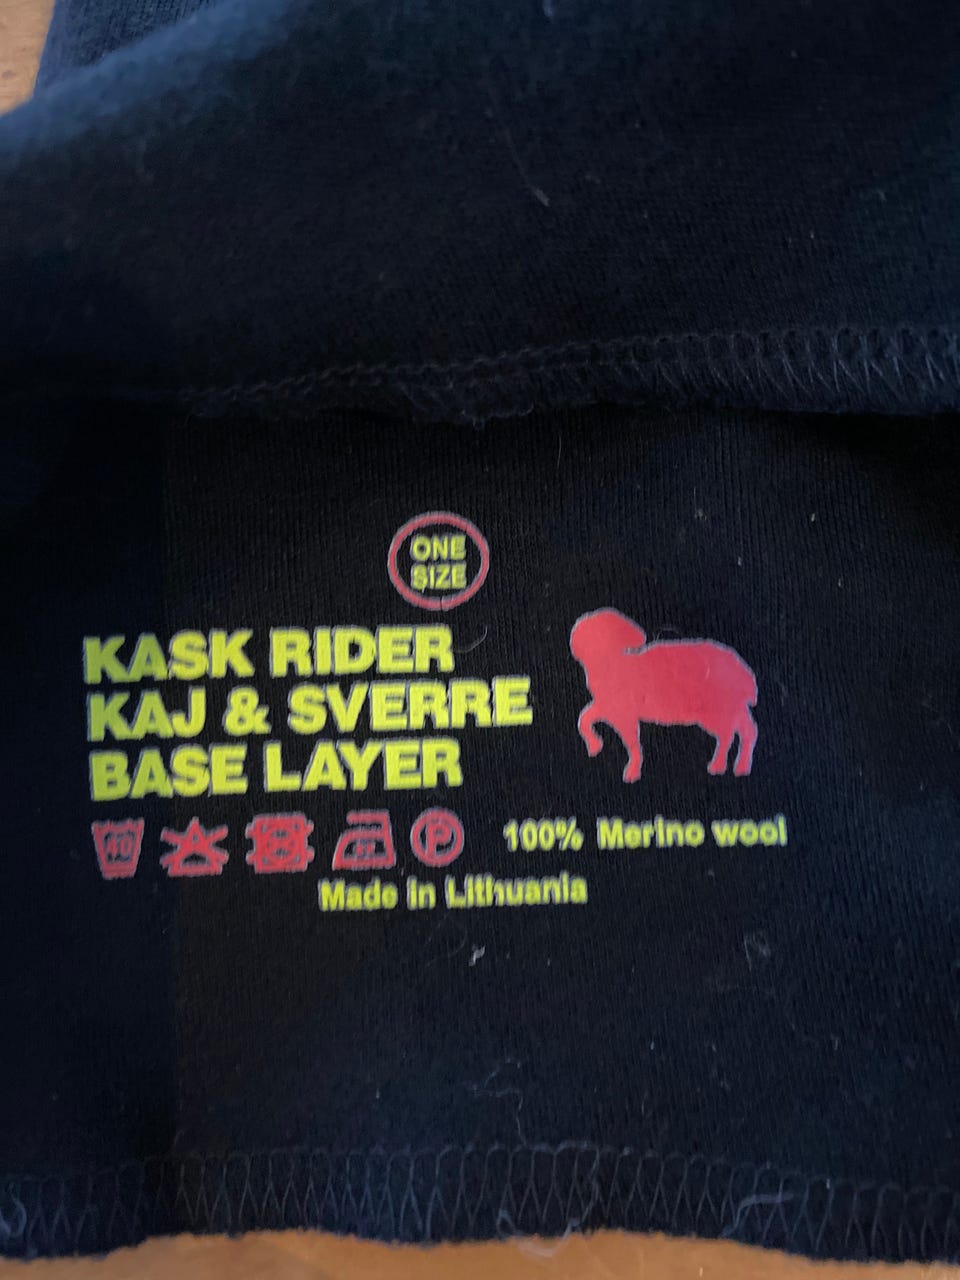 ONE
SIZE
KASK RIDER
KAJ & SVERRE
BASE LAYER
40
P
100% Merino wool
Made in Lithuania